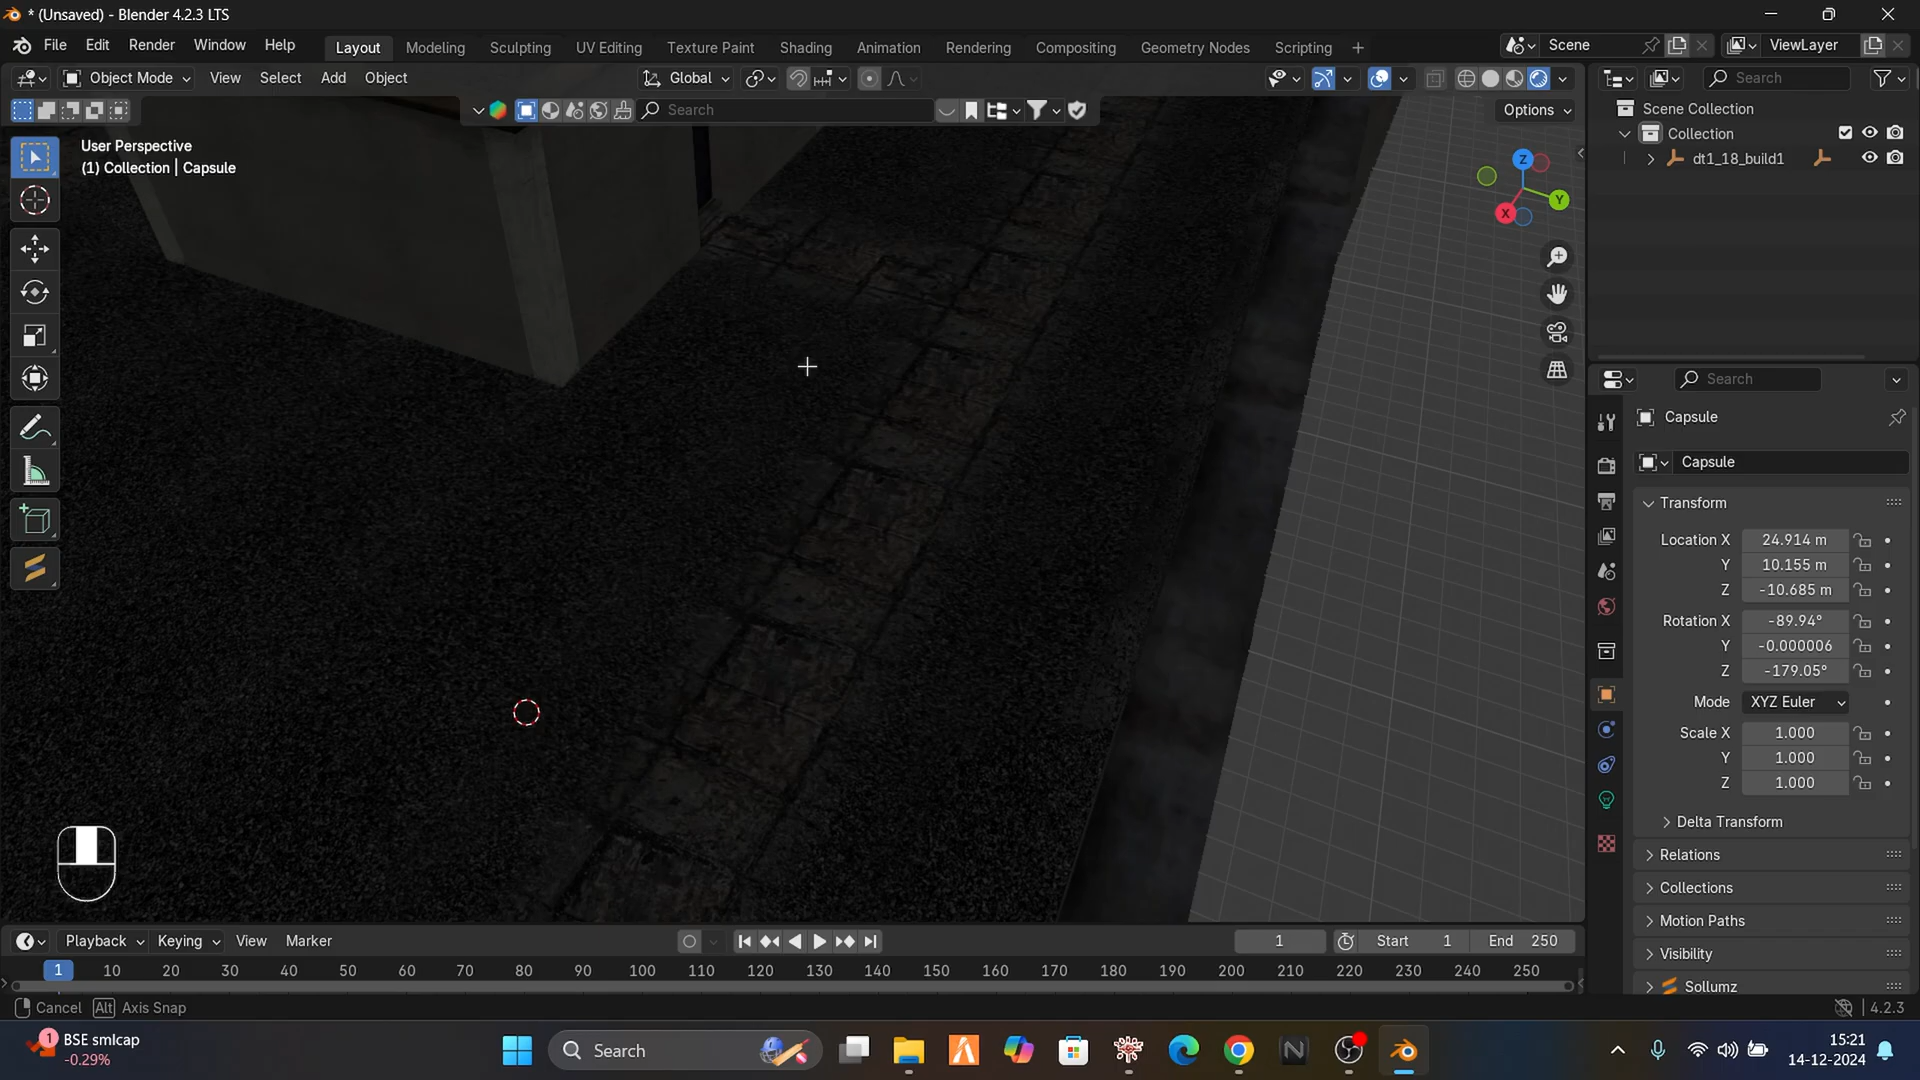 * (Unsaved) - Blender 4.2.3 LTS
File Edit Render Window Help Layout Modeling Sculpting UV Editing Texture Paint Shading Animation Rendering Compositing Geometry Nodes Scripting + Scene ViewLayer
Object Mode View Select Add Object Global Search
Search Options
User Perspective
(1) Collection | Capsule
Z
Y
X
Scene Collection
Collection
dt1_18_build1
Search
Capsule
Capsule
Transform
Location X 24.914 m
Y 10.155 m
Z -10.685 m
Rotation X -89.94°
Y -0.000006
Z -179.05°
Mode XYZ Euler
Scale X 1.000
Y 1.000
Z 1.000
Delta Transform
Relations
Collections
Motion Paths
Visibility
Sollumz
Playback Keying View Marker 1 Start 1 End 250
1 10 20 30 40 50 60 70 80 90 100 110 120 130 140 150 160 170 180 190 200 210 220 230 240 250
Cancel Alt Axis Snap 4.2.3
1 BSE smlcap
-0.29%
Search
15:21
14-12-2024